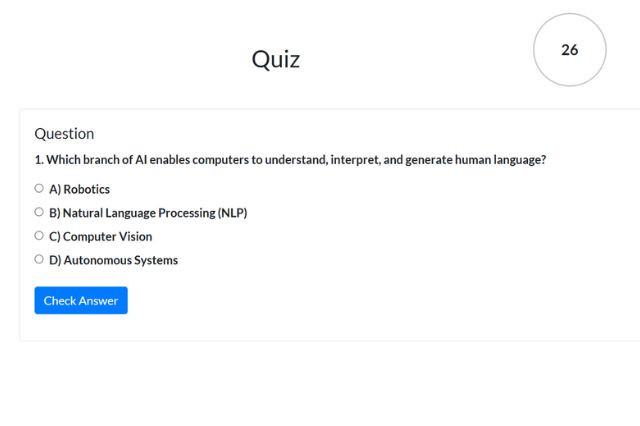 Quiz
26
Question
1. Which branch of AI enables computers to understand, interpret, and generate human language?
A) Robotics
B) Natural Language Processing (NLP)
C) Computer Vision
D) Autonomous Systems
Check Answer